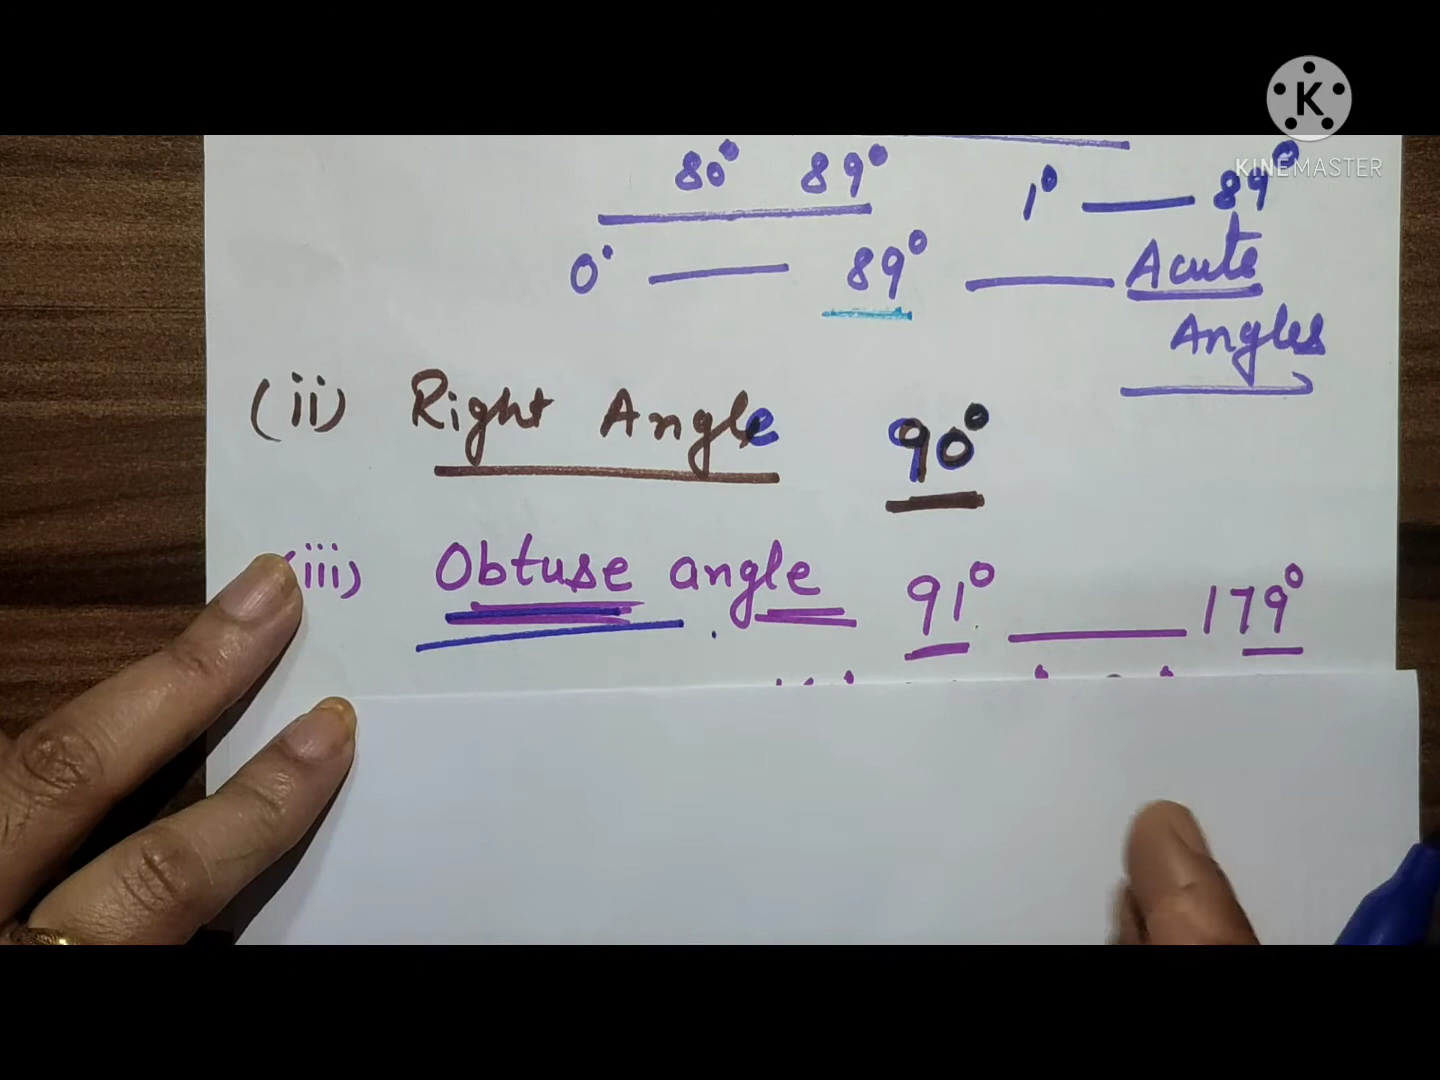 K
KINEMASTER
80° 89° 1° — 89°
0° — 89° — Acute
Angles
(ii) Right Angle 90°
(iii) Obtuse angle 91° — 179°